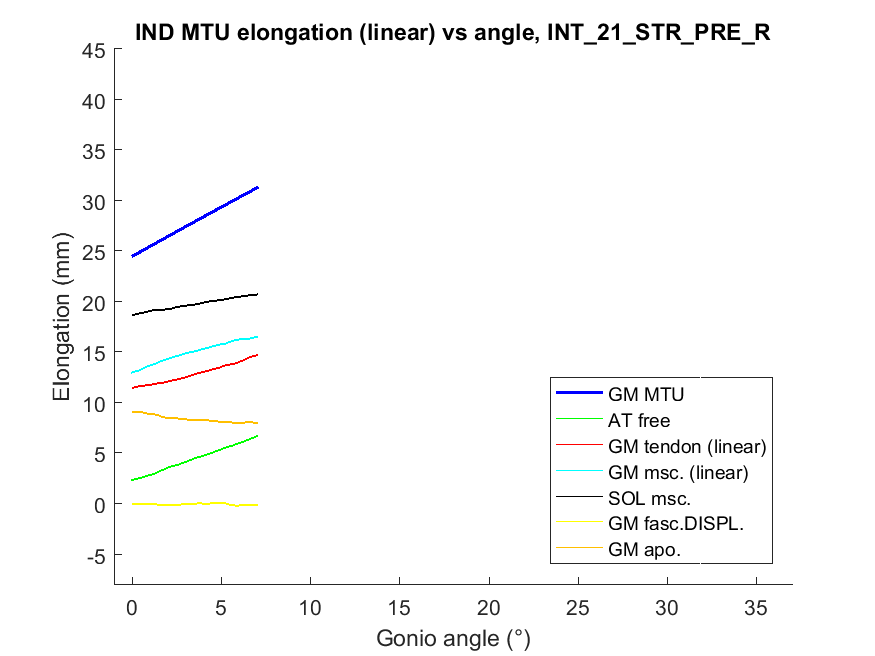 IND MTU elongation (linear) vs angle, INT_21_STR_PRE_R
45
40
35
30
25
20
15
10
5
0
-5
Elongation (mm)
GM MTU
AT free
GM tendon (linear)
GM msc. (linear)
SOL msc.
GM fasc.DISPL.
GM apo.
0 5 10 15 20 25 30 35
Gonio angle (°)